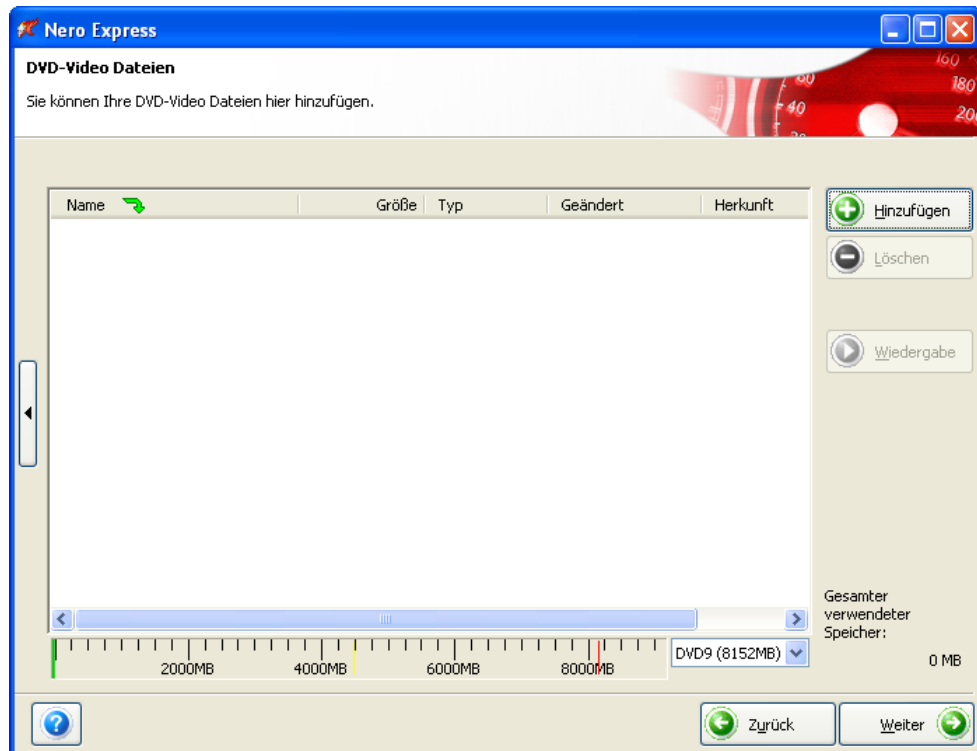 Nero Express
DVD-Video Dateien
Sie können Ihre DVD-Video Dateien hier hinzufügen.
160
180
200
60
40
20
Name Größe Typ Geändert Herkunft
Hinzufügen
Löschen
Wiedergabe
Gesamter
verwendeter
Speicher:
0 MB
2000MB 4000MB 6000MB 8000MB
DVD9 (8152MB)
Zurück
Weiter